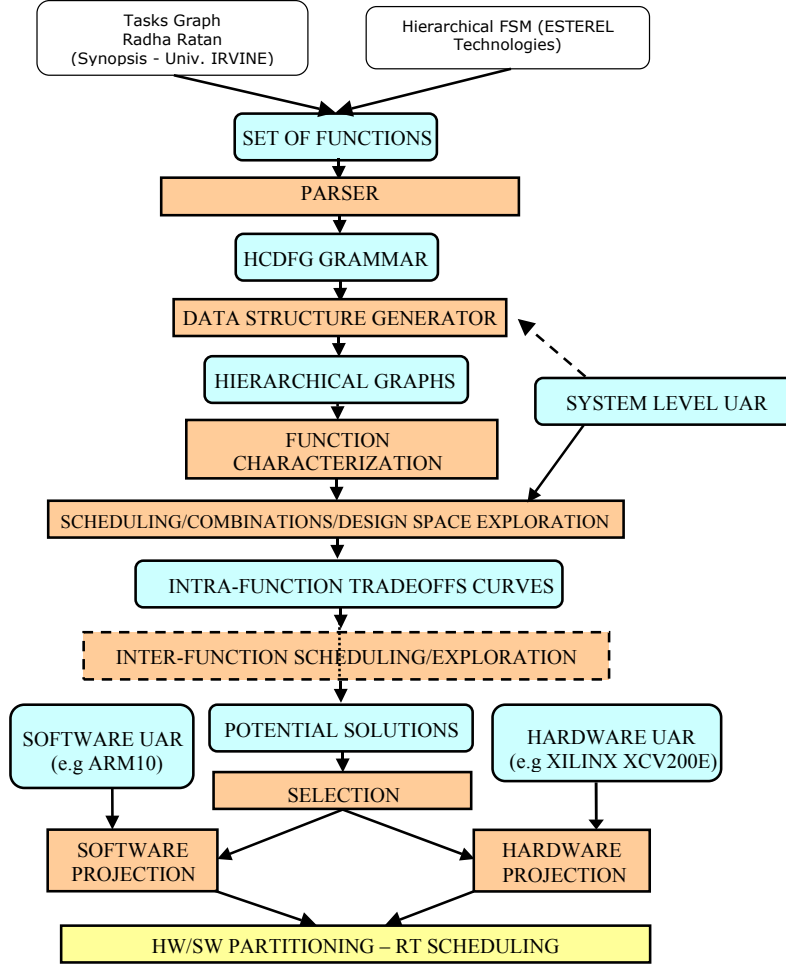 Tasks Graph
Radha Ratan
(Synopsis - Univ. IRVINE)
Hierarchical FSM (ESTEREL
Technologies)
SET OF FUNCTIONS
PARSER
HCDFG GRAMMAR
DATA STRUCTURE GENERATOR
HIERARCHICAL GRAPHS
SYSTEM LEVEL UAR
FUNCTION
CHARACTERIZATION
SCHEDULING/COMBINATIONS/DESIGN SPACE EXPLORATION
INTRA-FUNCTION TRADEOFFS CURVES
INTER-FUNCTION SCHEDULING/EXPLORATION
SOFTWARE UAR
(e.g ARM10)
POTENTIAL SOLUTIONS
HARDWARE UAR
(e.g XILINX XCV200E)
SELECTION
SOFTWARE
PROJECTION
HARDWARE
PROJECTION
HW/SW PARTITIONING – RT SCHEDULING